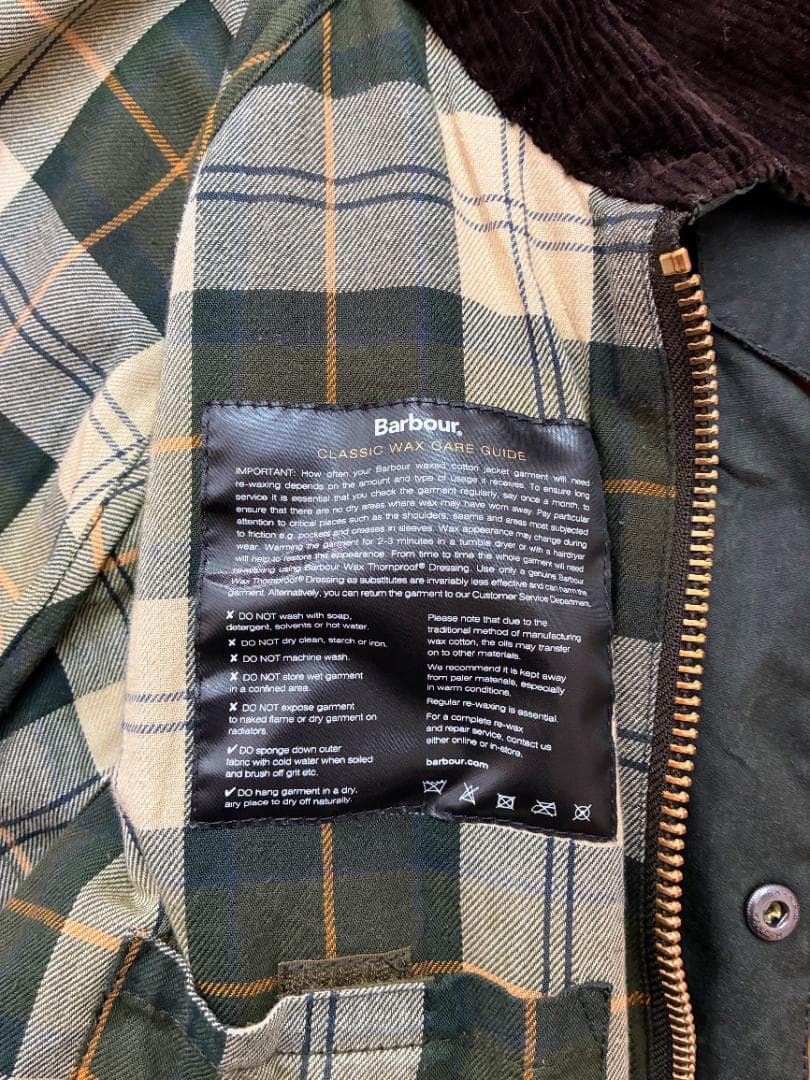 Barbour.
CLASSIC WAX CARE GUIDE
IMPORTANT: How often your Barbour waxed cotton jacket garment will need
re-waxing depends on the amount and type of usage it receives. To ensure long
service it is essential that you check the garment regularly, say once a month, to
ensure that there are no dry areas where wax may have worn away. Pay particular
attention to critical places such as the shoulders, seams and areas most subjected
to friction e.g. pockets and creases in sleeves. Wax appearance may change during
wear. Warming the garment for 2-3 minutes in a tumble dryer or with a hairdryer
will help to restore the appearance. From time to time the whole garment will need
re-waxing using Barbour Wax Thornproof® Dressing. Use only a genuine Barbour
Wax Thornproof® Dressing as substitutes are invariably less effective and can harm the
garment. Alternatively, you can return the garment to our Customer Service Department.
✘ DO NOT wash with soap,
detergent, solvents or hot water.
✘ DO NOT dry clean, starch or iron.
✘ DO NOT machine wash.
✘ DO NOT store wet garment
in a confined area.
✘ DO NOT expose garment
to naked flame or dry garment on
radiators.
✔ DO sponge down outer
fabric with cold water when soiled
and brush off grit etc.
✔ DO hang garment in a dry,
airy place to dry off naturally.
Please note that due to the
traditional method of manufacturing
wax cotton, the oils may transfer
on to other materials.
We recommend it is kept away
from paler materials, especially
in warm conditions.
Regular re-waxing is essential.
For a complete re-wax
and repair service, contact us
either online or in-store.
barbour.com